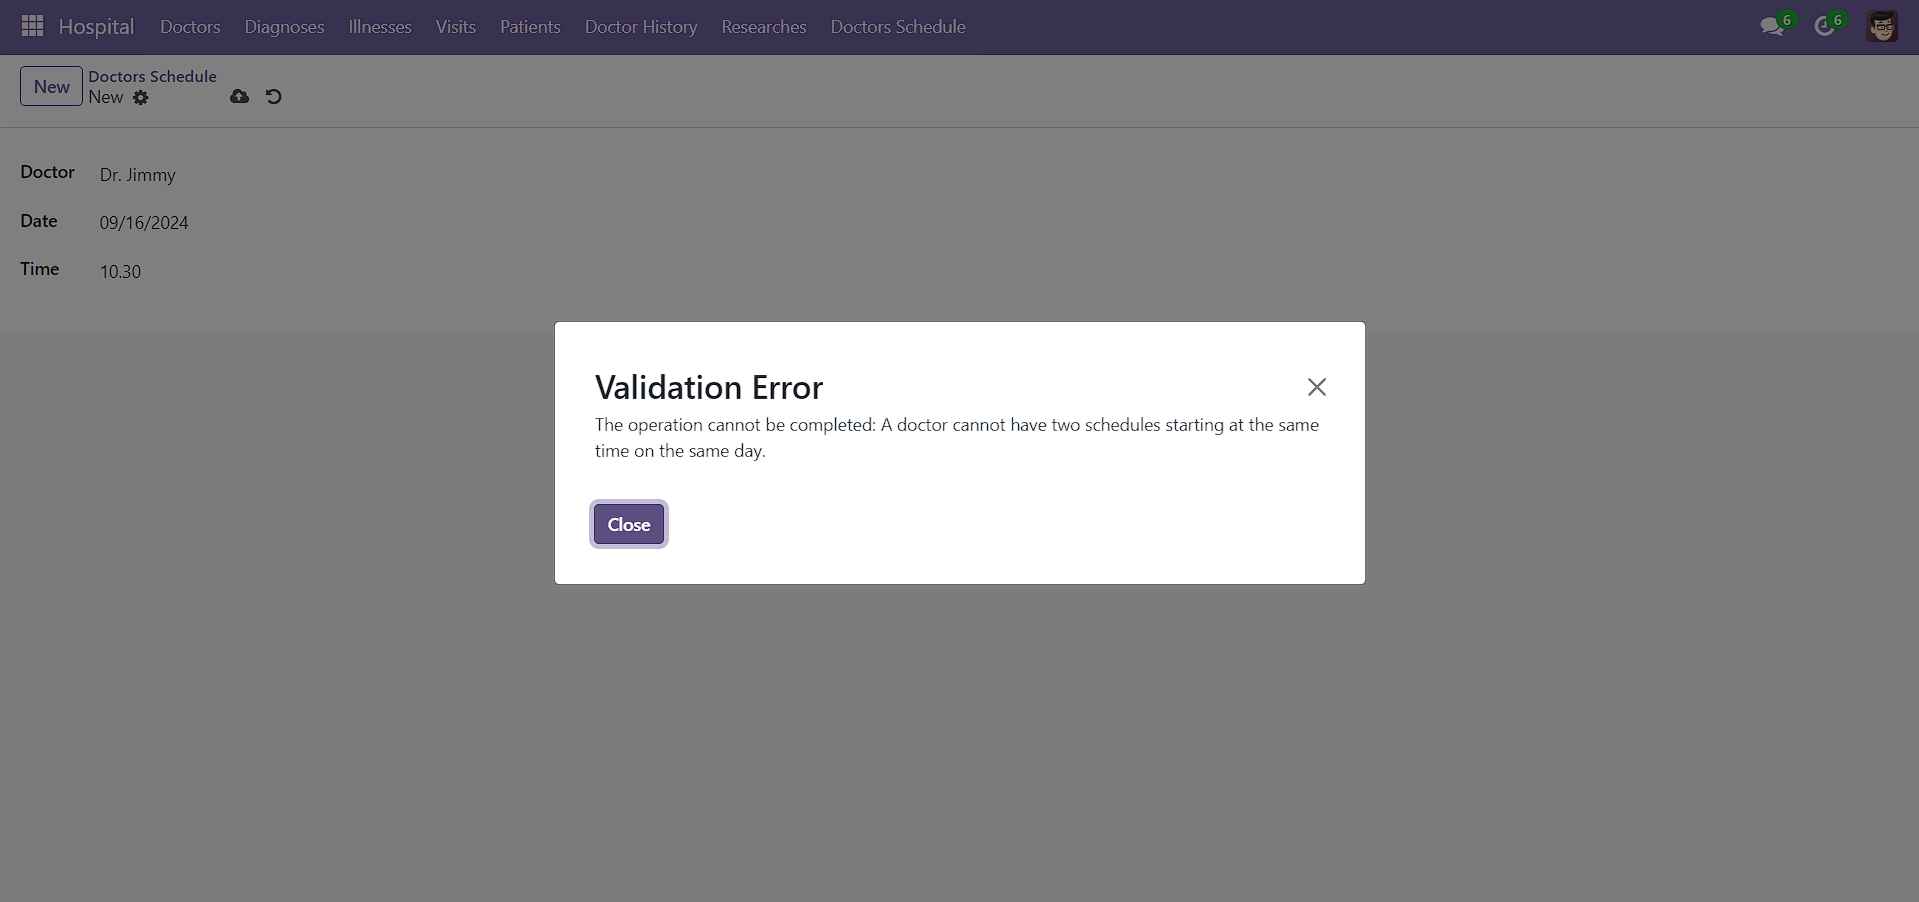 Hospital Doctors Diagnoses Illnesses Visits Patients Doctor History Researches Doctors Schedule 6 6
New Doctors Schedule
New
Doctor Dr. Jimmy
Date 09/16/2024
Time 10.30
Validation Error
The operation cannot be completed: A doctor cannot have two schedules starting at the same
time on the same day.
Close